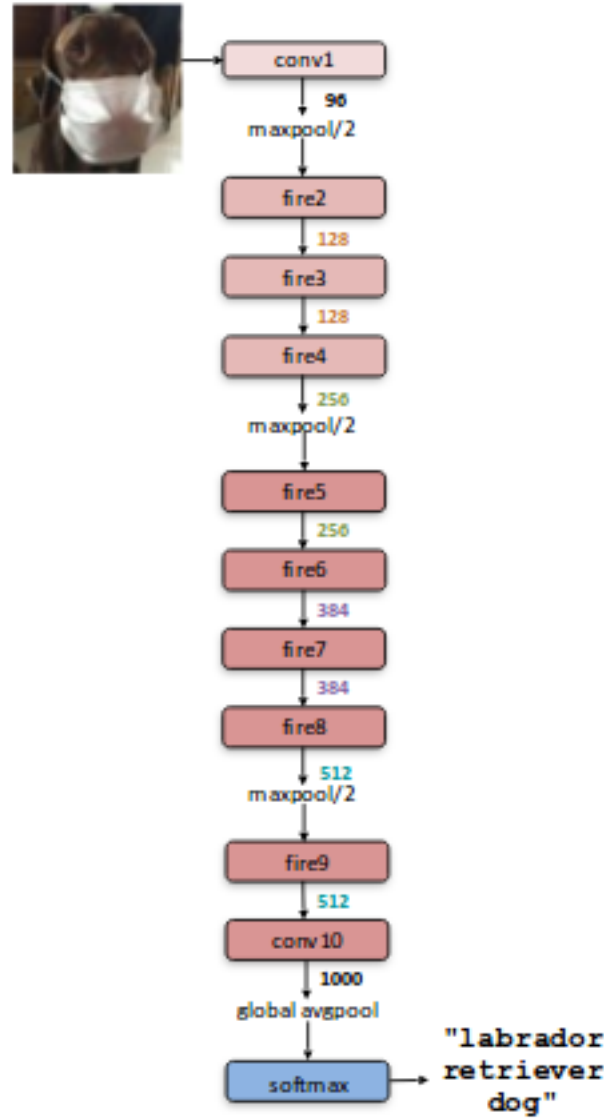 conv1
96
maxpool/2
fire2
128
fire3
128
fire4
256
maxpool/2
fire5
256
fire6
384
fire7
384
fire8
512
maxpool/2
fire9
512
conv10
1000
global avgpool
softmax
"labrador
retriever
dog"